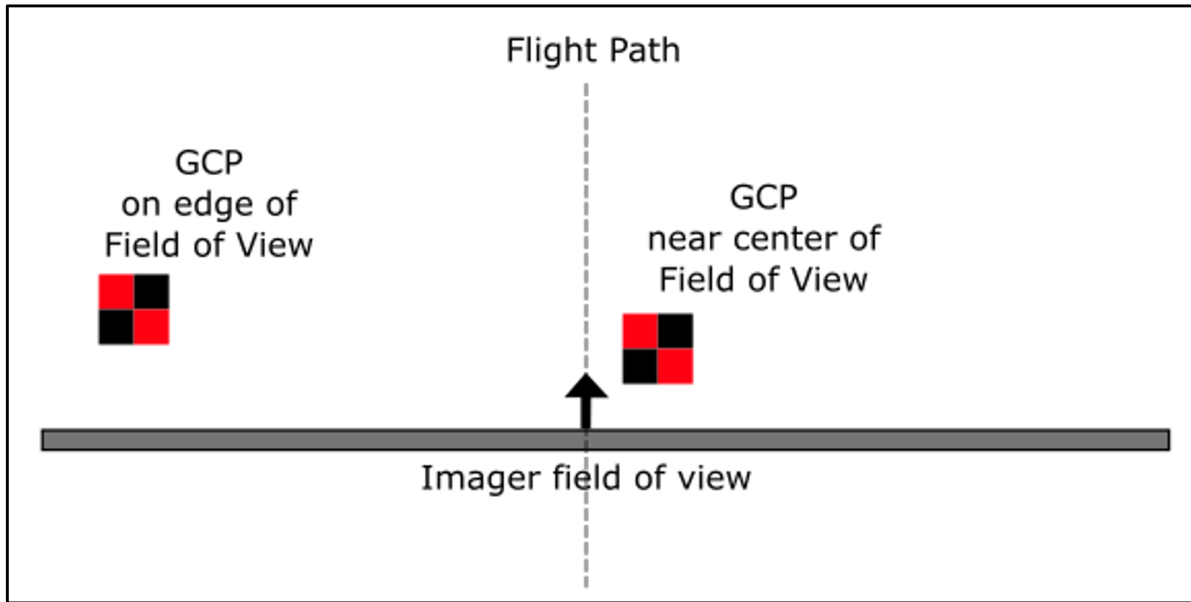 Flight Path
GCP
on edge of
Field of View
GCP
near center of
Field of View
Imager field of view